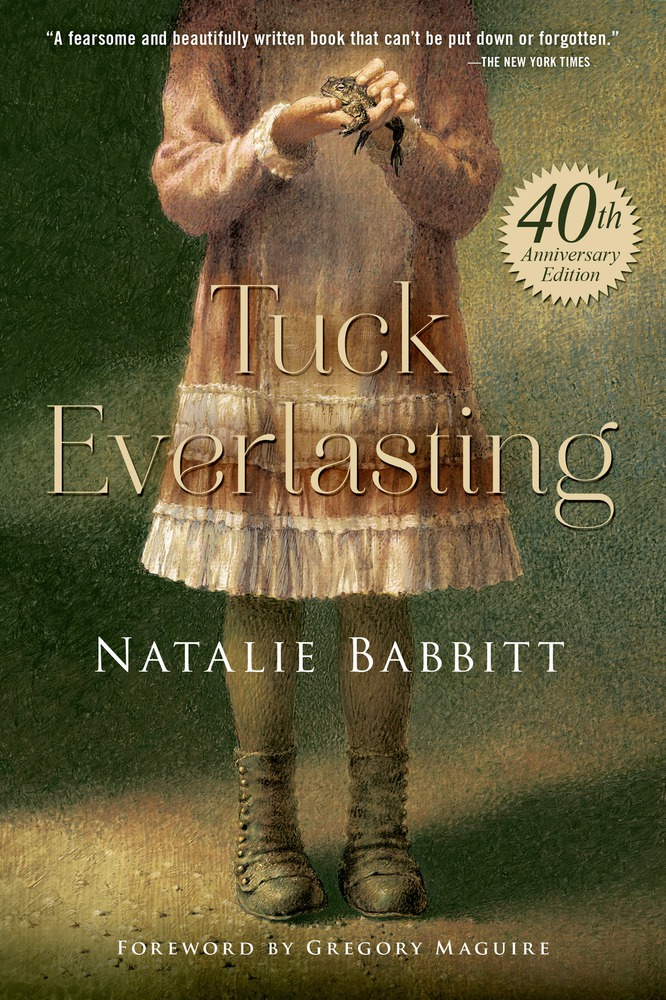 “A fearsome and beautifully written book that can’t be put down or forgotten.”
—THE NEW YORK TIMES
40th
Anniversary
Edition
Tuck
Everlasting
NATALIE BABBITT
FOREWORD BY GREGORY MAGUIRE